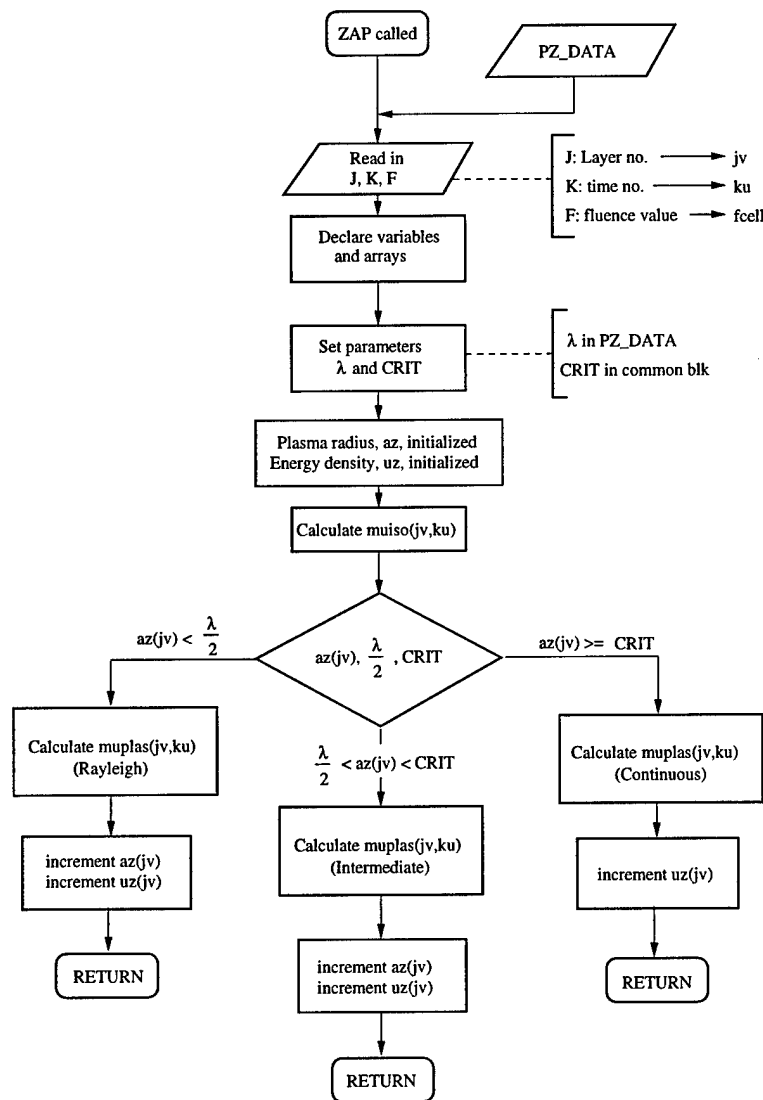 ZAP called
PZ_DATA
Read in
J, K, F
J: Layer no. jv
K: time no. ku
F: fluence value fcell
Declare variables
and arrays
Set parameters
λ and CRIT
λ in PZ_DATA
CRIT in common blk
Plasma radius, az, initialized
Energy density, uz, initialized
Calculate muiso(jv,ku)
az(jv) < λ/2
az(jv), λ/2 , CRIT
az(jv) >= CRIT
Calculate muplas(jv,ku)
(Rayleigh)
λ/2 < az(jv) < CRIT
Calculate muplas(jv,ku)
(Continuous)
Calculate muplas(jv,ku)
(Intermediate)
increment az(jv)
increment uz(jv)
increment uz(jv)
RETURN
increment az(jv)
increment uz(jv)
RETURN
RETURN